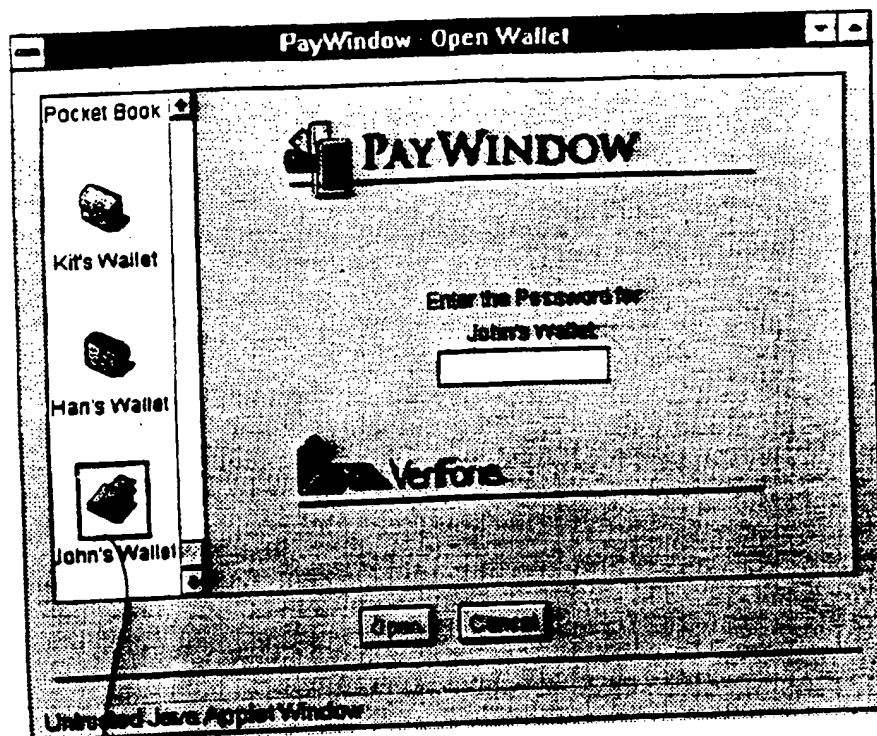 PayWindow - Open Wallet
Pocket Book
PAYWINDOW
Kit's Wallet
Enter the Password for
John's Wallet:
Han's Wallet
VeriFone
John's Wallet
Open
Cancel
Untrusted Java Applet Window